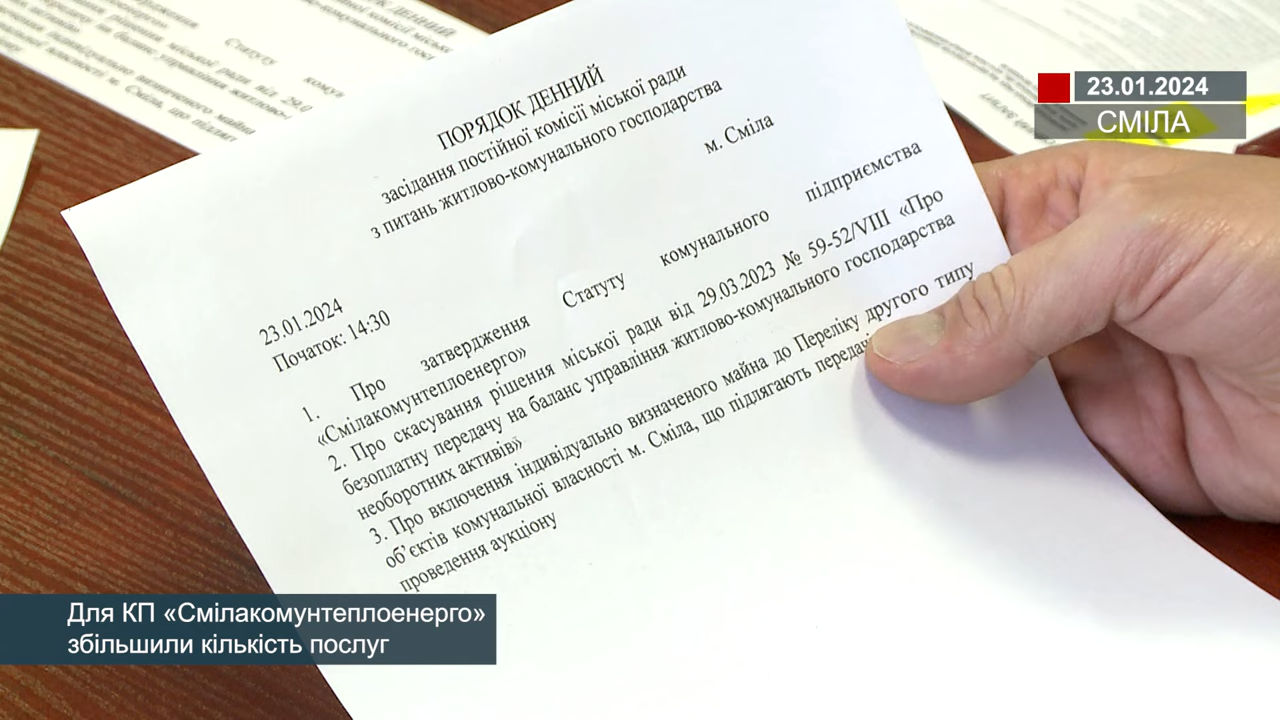 ПОРЯДОК ДЕННИЙ
засідання постійної комісії міської ради
з питань житлово-комунального господарства
м. Сміла
23.01.2024
Початок: 14:30
1. Про затвердження Статуту комунального підприємства
«Смілакомунтеплоенерго»
2. Про скасування рішення міської ради від 29.03.2023 № 59-52/VIII «Про
безоплатну передачу на баланс управління житлово-комунального господарства
необоротних активів»
3. Про включення індивідуально визначеного майна до Переліку другого типу
об’єктів комунальної власності м. Сміла, що підлягають
проведення аукціону
23.01.2024
СМІЛА
Для КП «Смілакомунтеплоенерго»
збільшили кількість послуг